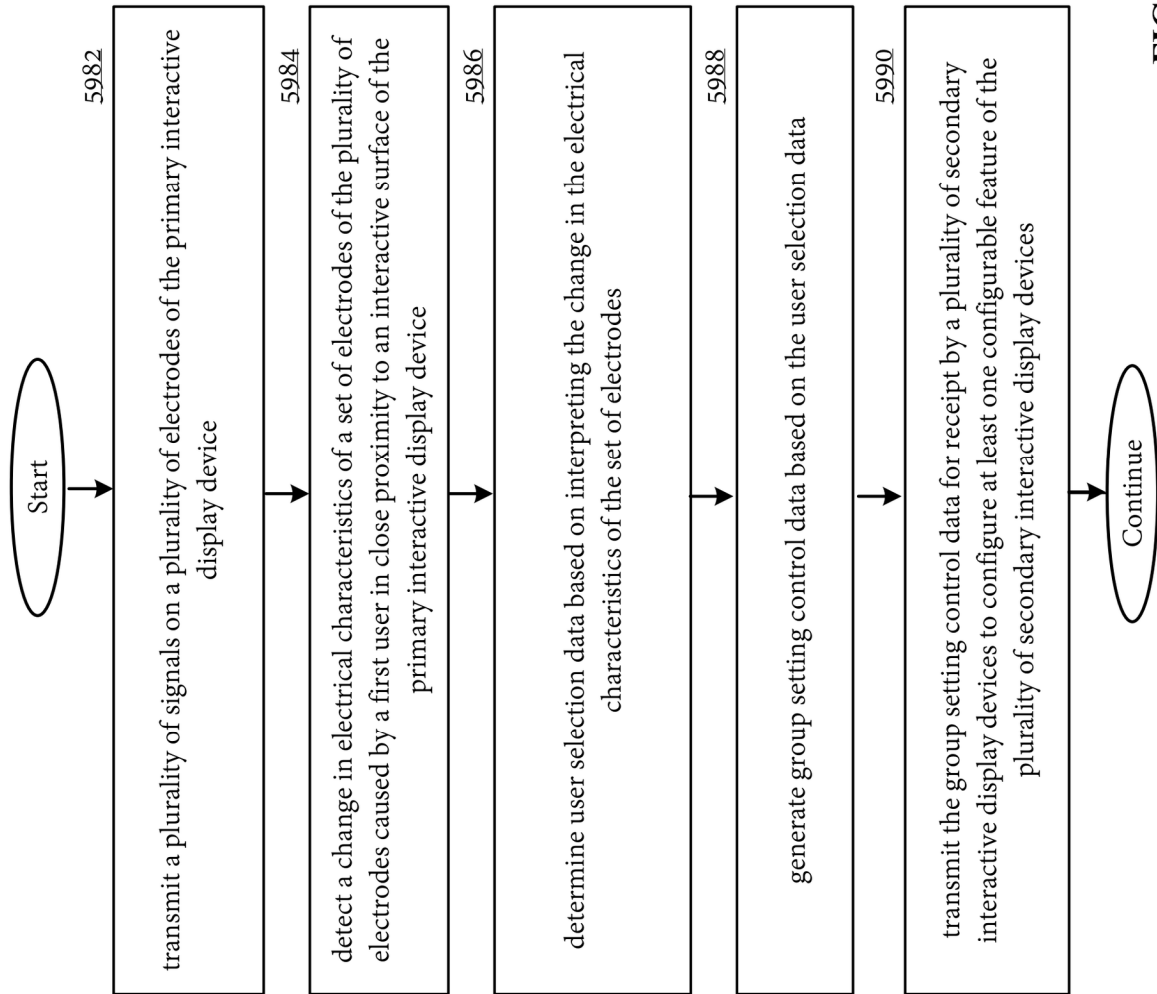 Start
5982
transmit a plurality of signals on a plurality of electrodes of the primary interactive
display device
5984
detect a change in electrical characteristics of a set of electrodes of the plurality of
electrodes caused by a first user in close proximity to an interactive surface of the
primary interactive display device
5986
determine user selection data based on interpreting the change in the electrical
characteristics of the set of electrodes
5988
generate group setting control data based on the user selection data
5990
transmit the group setting control data for receipt by a plurality of secondary
interactive display devices to configure at least one configurable feature of the
plurality of secondary interactive display devices
Continue